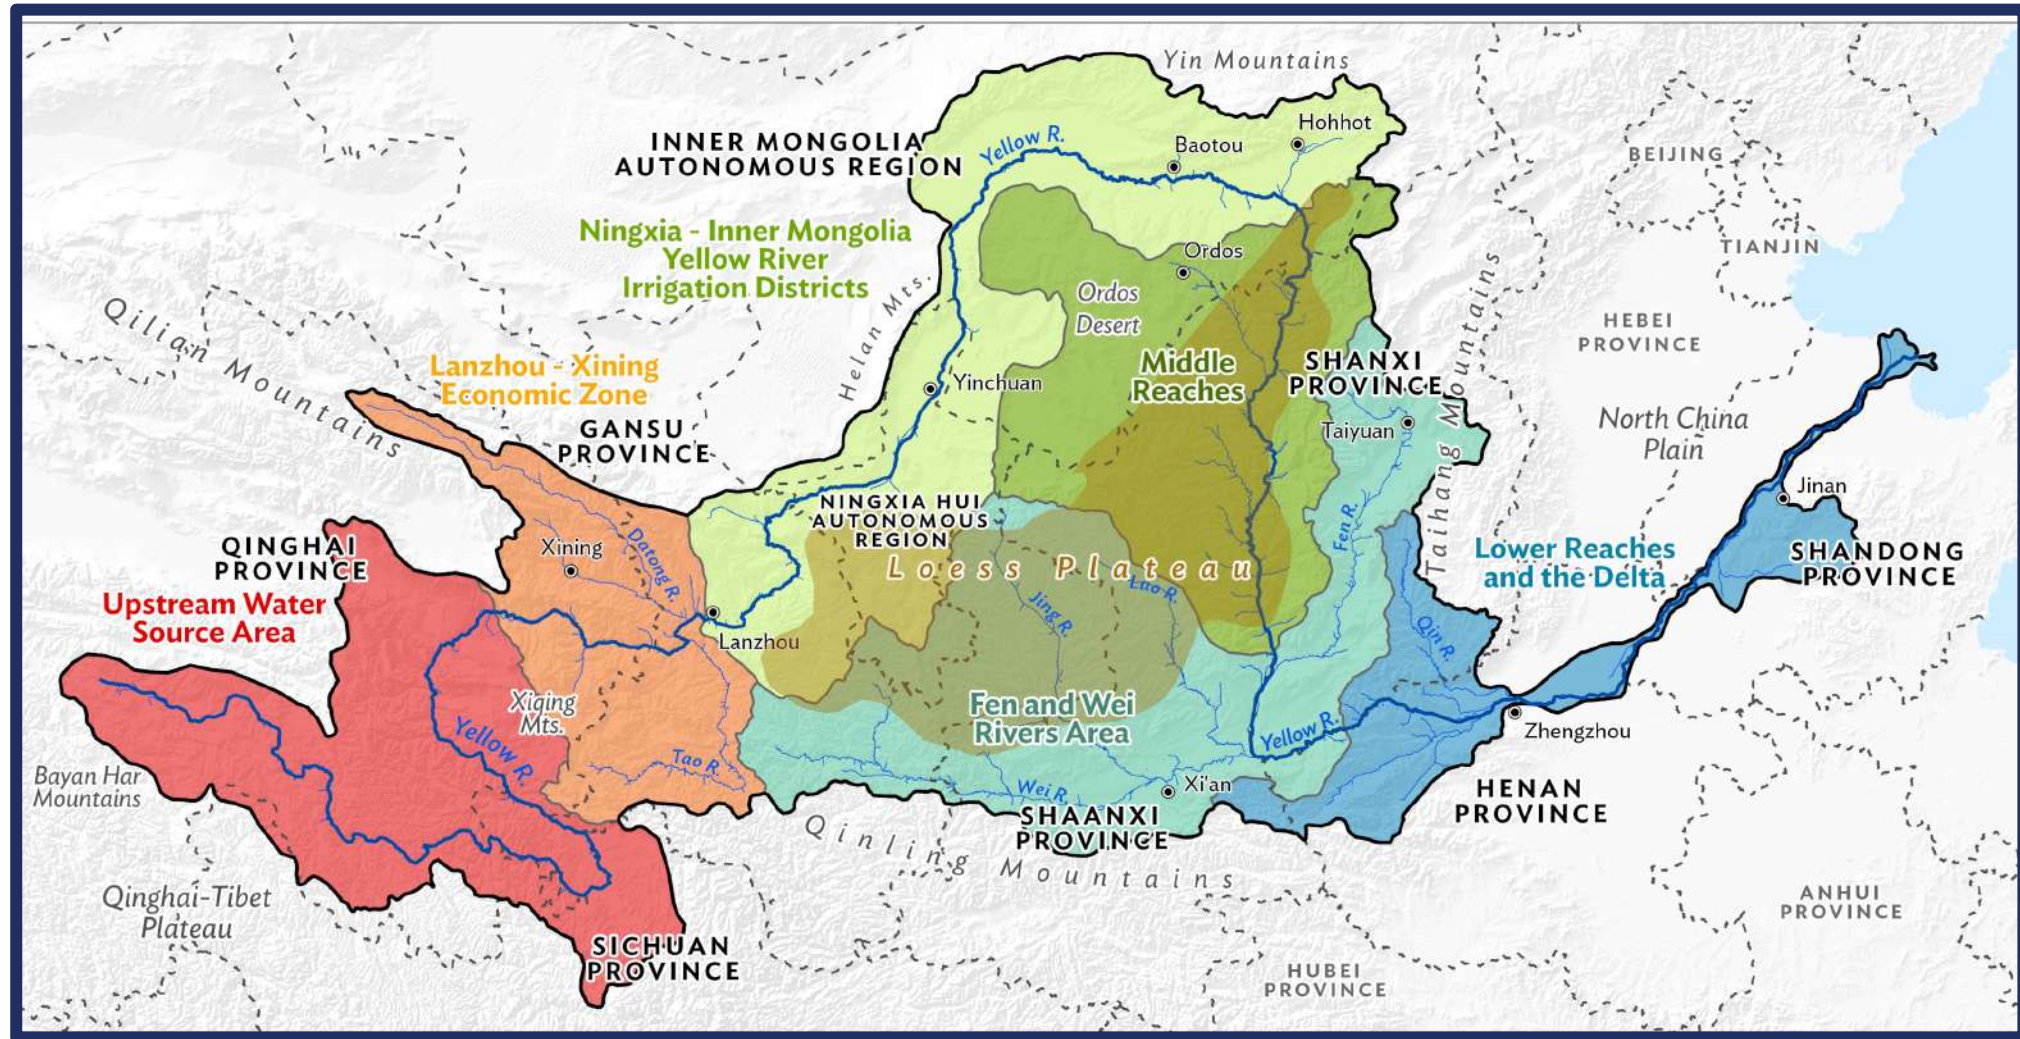 Yin Mountains
Hohhot
INNER MONGOLIA
AUTONOMOUS REGION
Yellow R.
Baotou
BEIJING
Ningxia - Inner Mongolia
Yellow River
Irrigation Districts
TIANJIN
Ordos
Ordos
Desert
Helan Mts.
Qilian Mountains
HEBEI
PROVINCE
Lanzhou - Xining
Economic Zone
Middle
Reaches
SHANXI
PROVINCE
Taihang Mountains
Yinchuan
GANSU
PROVINCE
Taiyuan
North China
Plain
Jinan
NINGXIA HUI
AUTONOMOUS
REGION
Fen R.
Xining
Datong R.
QINGHAI
PROVINCE
Loess Plateau
Lower Reaches
and the Delta
SHANDONG
PROVINCE
Upstream Water
Source Area
Luo R.
Jing R.
Lanzhou
Qin R.
Xiqing
Mts.
Fen and Wei
Rivers Area
Yellow R.
Yellow R.
Zhengzhou
Bayan Har
Mountains
Tao R.
Wei R.
Xi'an
HENAN
PROVINCE
SHAANXI
PROVINCE
Qinling Mountains
Qinghai-Tibet
Plateau
ANHUI
PROVINCE
SICHUAN
PROVINCE
HUBEI
PROVINCE